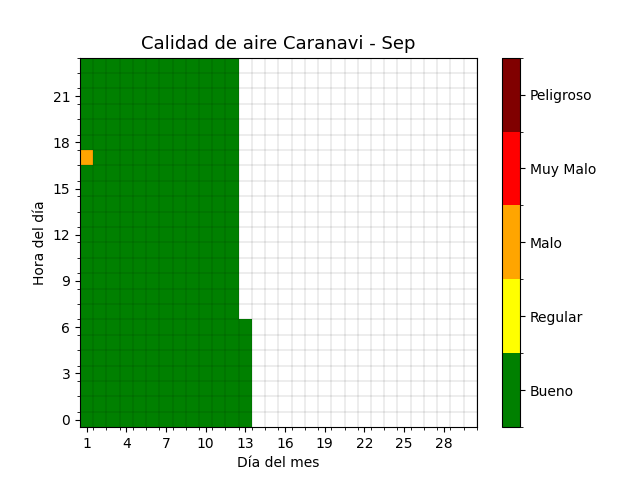 Calidad de aire Caranavi - Sep
Hora del día
21
18
15
12
9
6
3
0
1 4 7 10 13 16 19 22 25 28
Día del mes
Peligroso
Muy Malo
Malo
Regular
Bueno